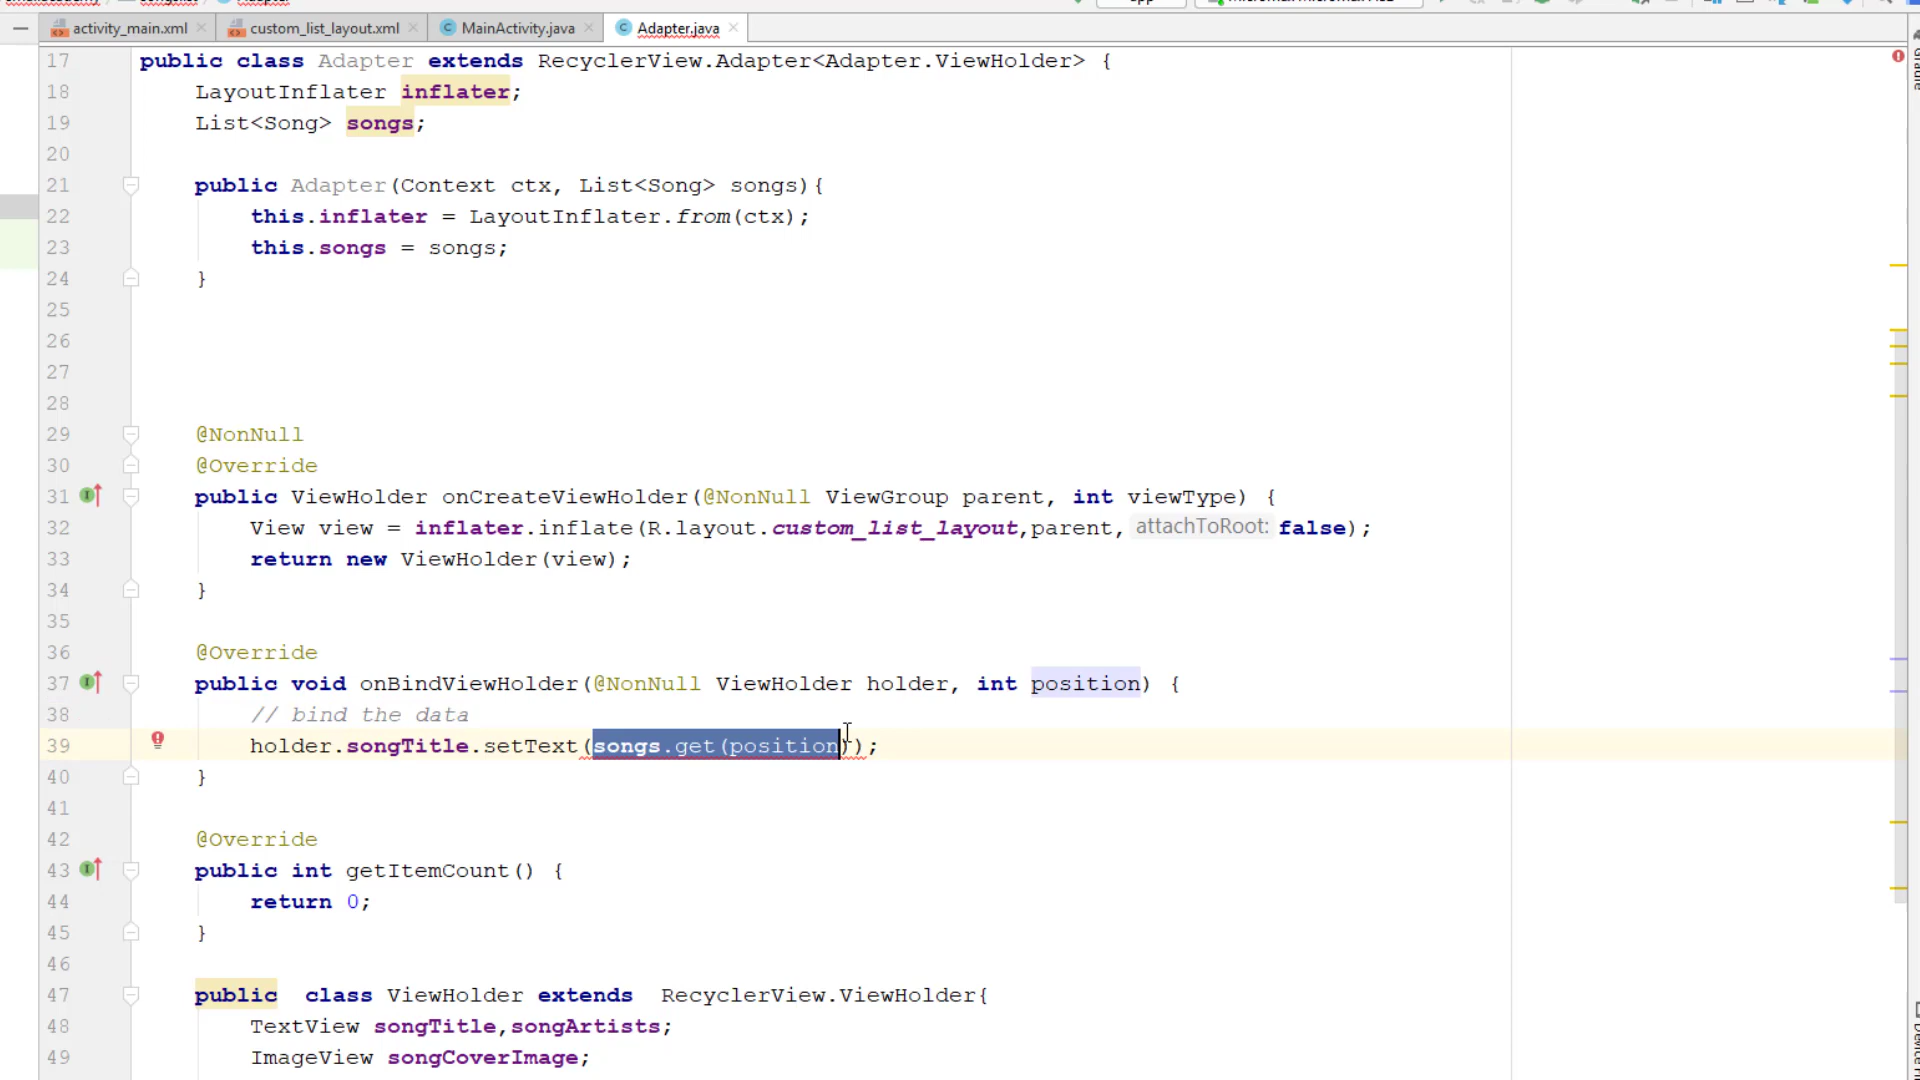 activity_main.xml custom_list_layout.xml MainActivity.java Adapter.java
17 public class Adapter extends RecyclerView.Adapter<Adapter.ViewHolder> {
18 LayoutInflater inflater;
19 List<Song> songs;
20
21 public Adapter(Context ctx, List<Song> songs){
22 this.inflater = LayoutInflater.from(ctx);
23 this.songs = songs;
24 }
25
26
27
28
29 @NonNull
30 @Override
31 public ViewHolder onCreateViewHolder(@NonNull ViewGroup parent, int viewType) {
32 View view = inflater.inflate(R.layout.custom_list_layout,parent, attachToRoot: false);
33 return new ViewHolder(view);
34 }
35
36 @Override
37 public void onBindViewHolder(@NonNull ViewHolder holder, int position) {
38 // bind the data
39 holder.songTitle.setText(songs.get(position));
40 }
41
42 @Override
43 public int getItemCount() {
44 return 0;
45 }
46
47 public class ViewHolder extends RecyclerView.ViewHolder{
48 TextView songTitle,songArtists;
49 ImageView songCoverImage;